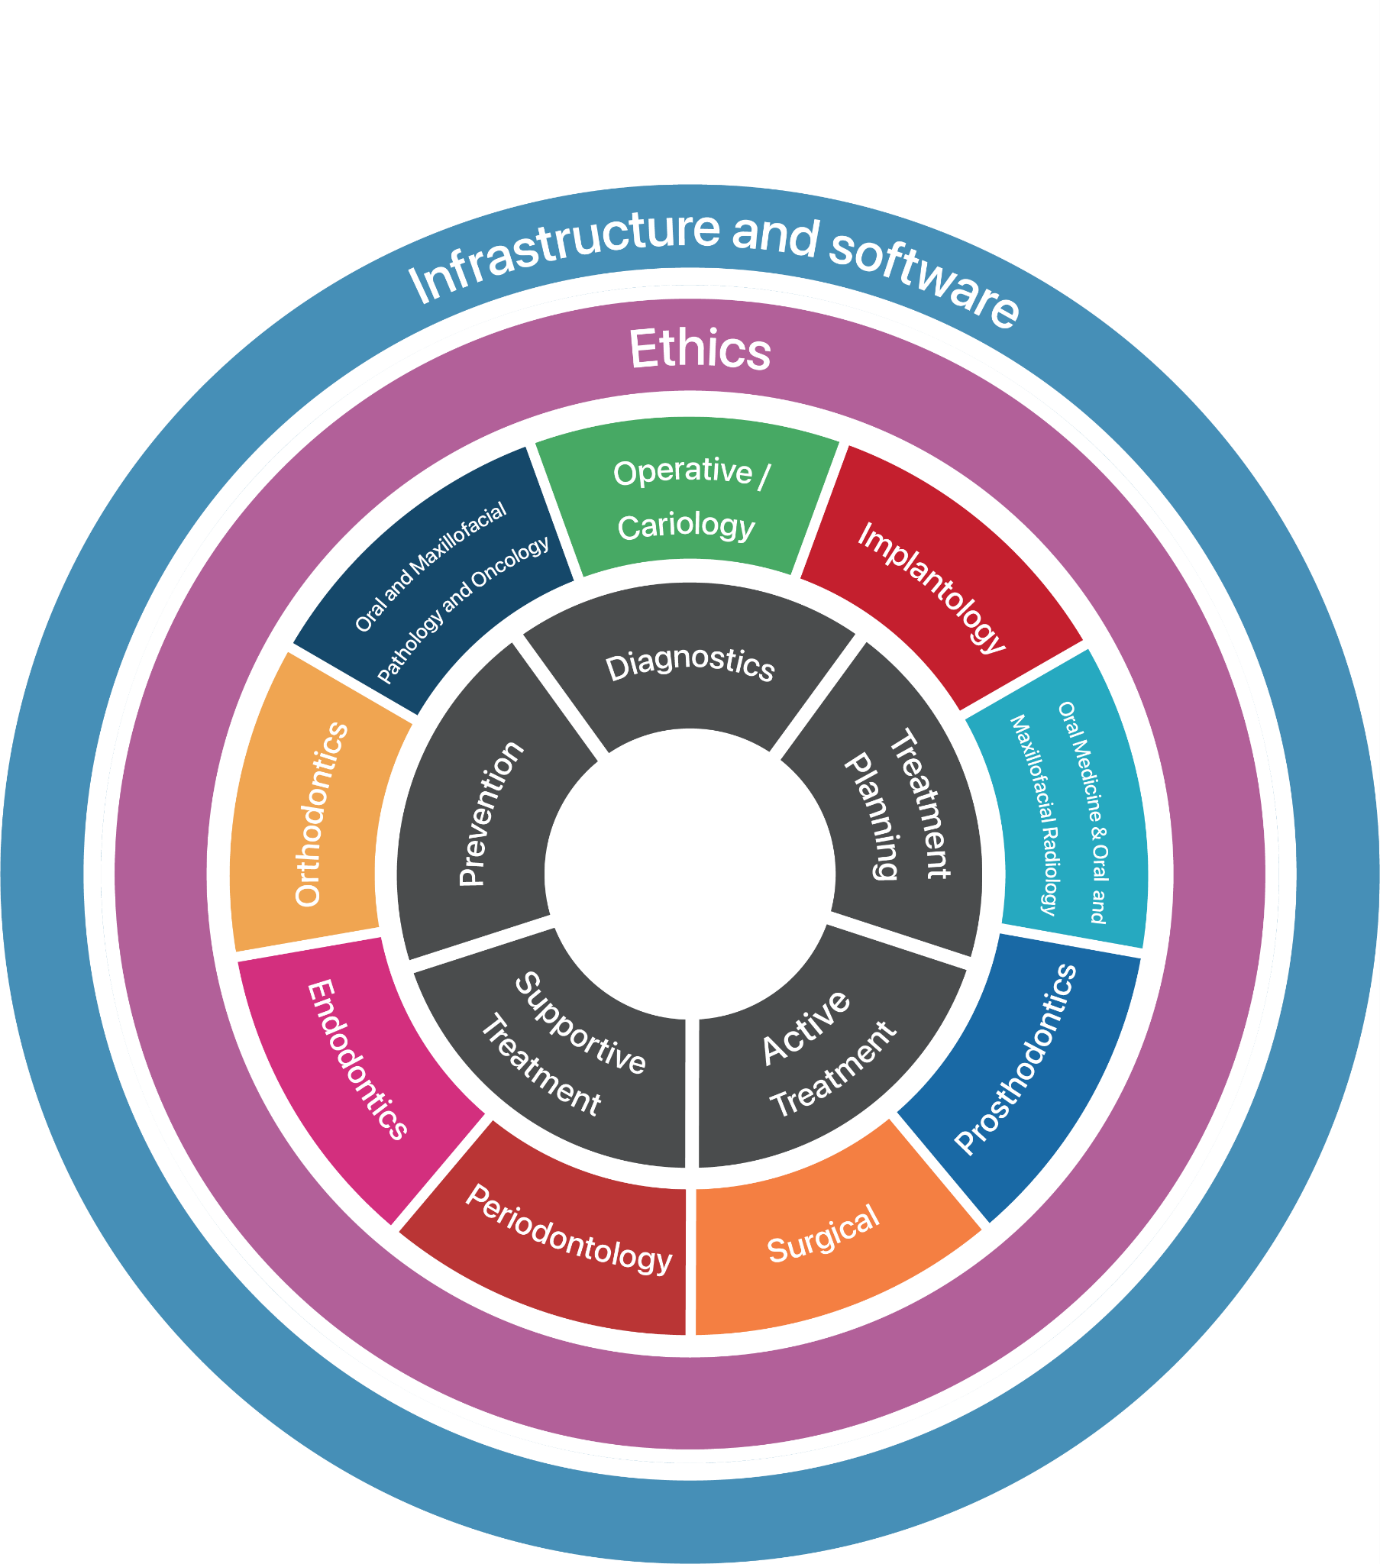 Infrastructure and software
Ethics
Operative /
Cariology
Implantology
Oral Medicine & Oral and
Maxillofacial Radiology
Prosthodontics
Surgical
Periodontology
Endodontics
Orthodontics
Oral and Maxillofacial
Pathology and Oncology
Diagnostics
Treatment
Planning
Active
Treatment
Supportive
Treatment
Prevention